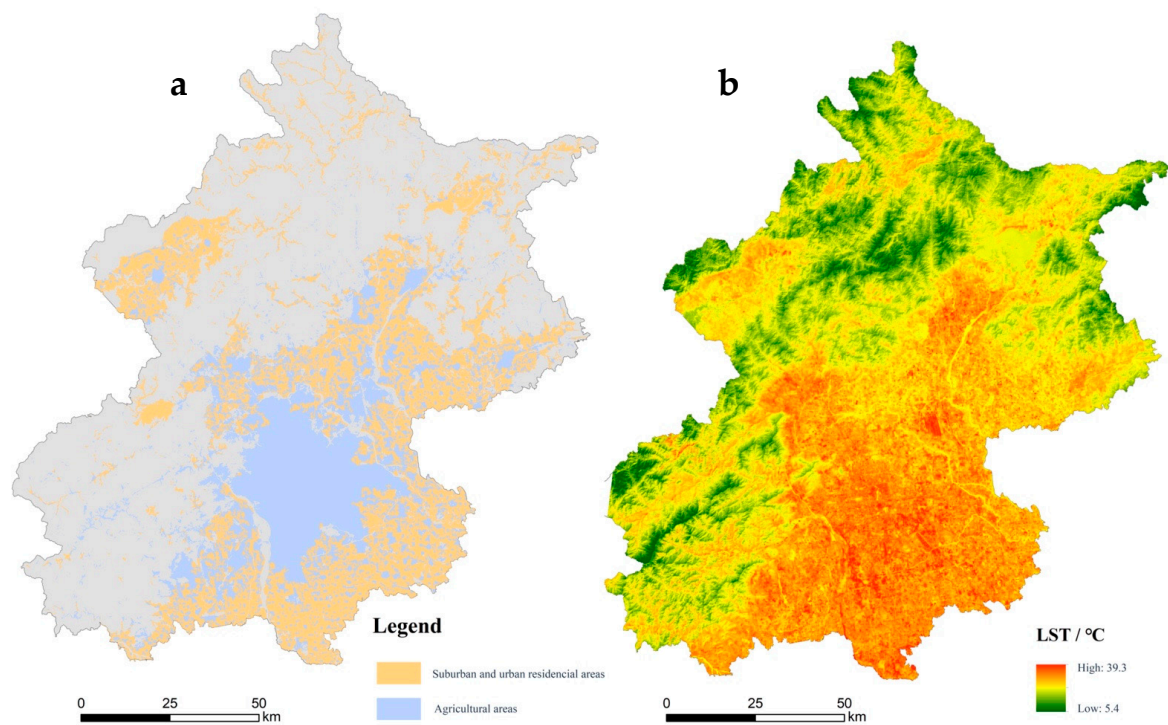 a
b
Legend
Suburban and urban residencial areas
Agricultural areas
0 25 50
km
LST / °C
High: 39.3
Low: 5.4
0 25 50
km